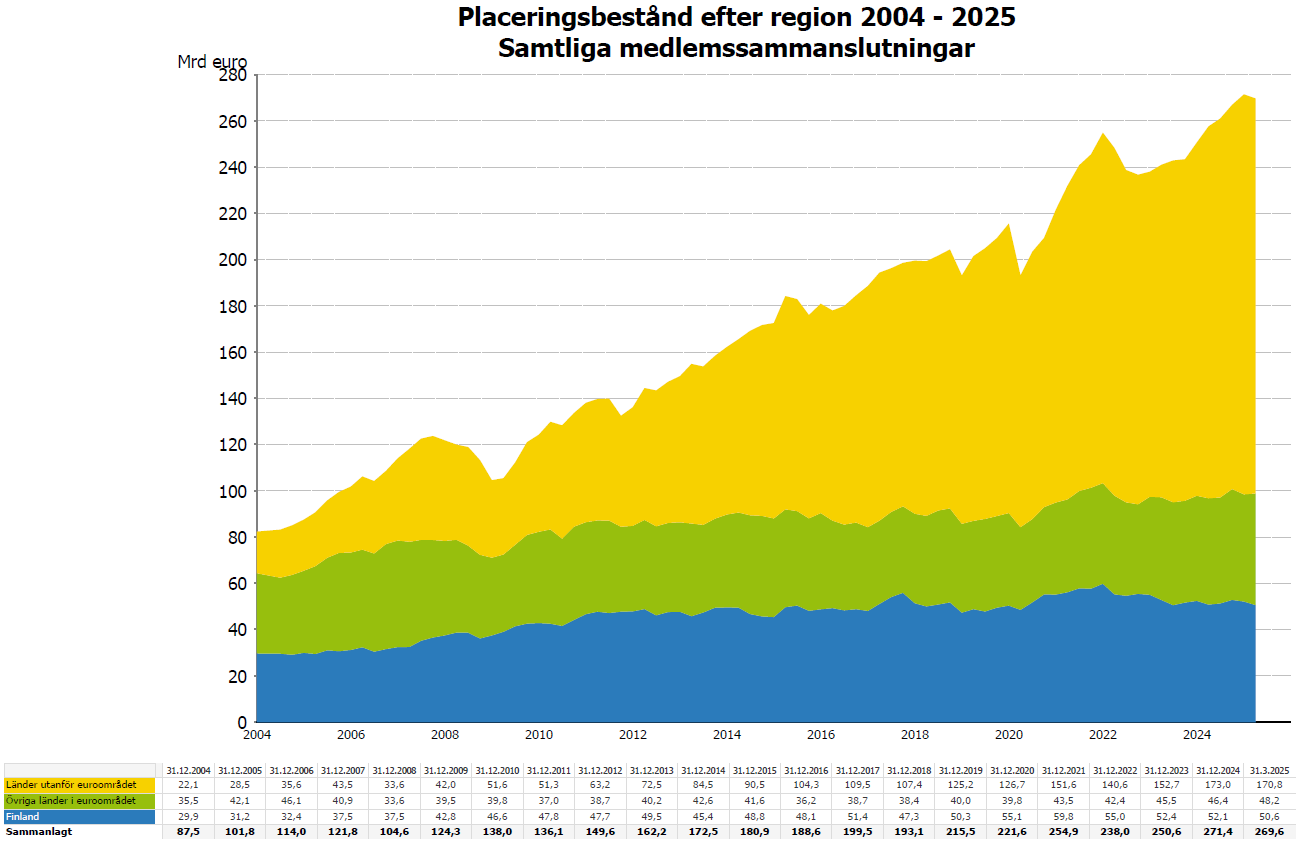 Placeringsbestånd efter region 2004 - 2025
Samtliga medlemssammanslutningar
Mrd euro
280
260
240
220
200
180
160
140
120
100
80
60
40
20
0
2004 2006 2008 2010 2012 2014 2016 2018 2020 2022 2024
31.12.2004 31.12.2005 31.12.2006 31.12.2007 31.12.2008 31.12.2009 31.12.2010 31.12.2011 31.12.2012 31.12.2013 31.12.2014 31.12.2015 31.12.2016 31.12.2017 31.12.2018 31.12.2019 31.12.2020 31.12.2021 31.12.2022 31.12.2023 31.12.2024 31.3.2025
Länder utanför euroområdet 22,1 28,5 35,6 43,5 33,6 42,0 51,6 51,3 63,2 72,5 84,5 90,5 104,3 109,5 107,4 125,2 126,7 151,6 140,6 152,7 173,0 170,8
Övriga länder i euroområdet 35,5 42,1 46,1 40,9 33,6 39,5 39,8 37,0 38,7 40,2 42,6 41,6 36,2 38,7 38,4 40,0 39,8 43,5 42,4 45,5 46,4 48,2
Finland 29,9 31,2 32,4 37,5 37,5 42,8 46,6 47,8 47,7 49,5 45,4 48,8 48,1 51,4 47,3 50,3 55,1 59,8 55,0 52,4 52,1 50,6
Sammanlagt 87,5 101,8 114,0 121,8 104,6 124,3 138,0 136,1 149,6 162,2 172,5 180,9 188,6 199,5 193,1 215,5 221,6 254,9 238,0 250,6 271,4 269,6